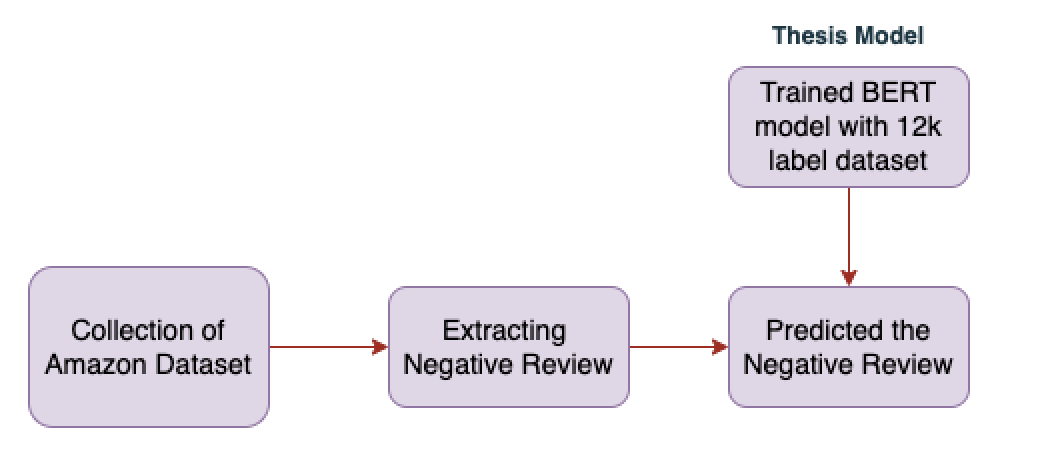 Thesis Model
Trained BERT
model with 12k
label dataset
Collection of
Amazon Dataset
Extracting
Negative Review
Predicted the
Negative Review